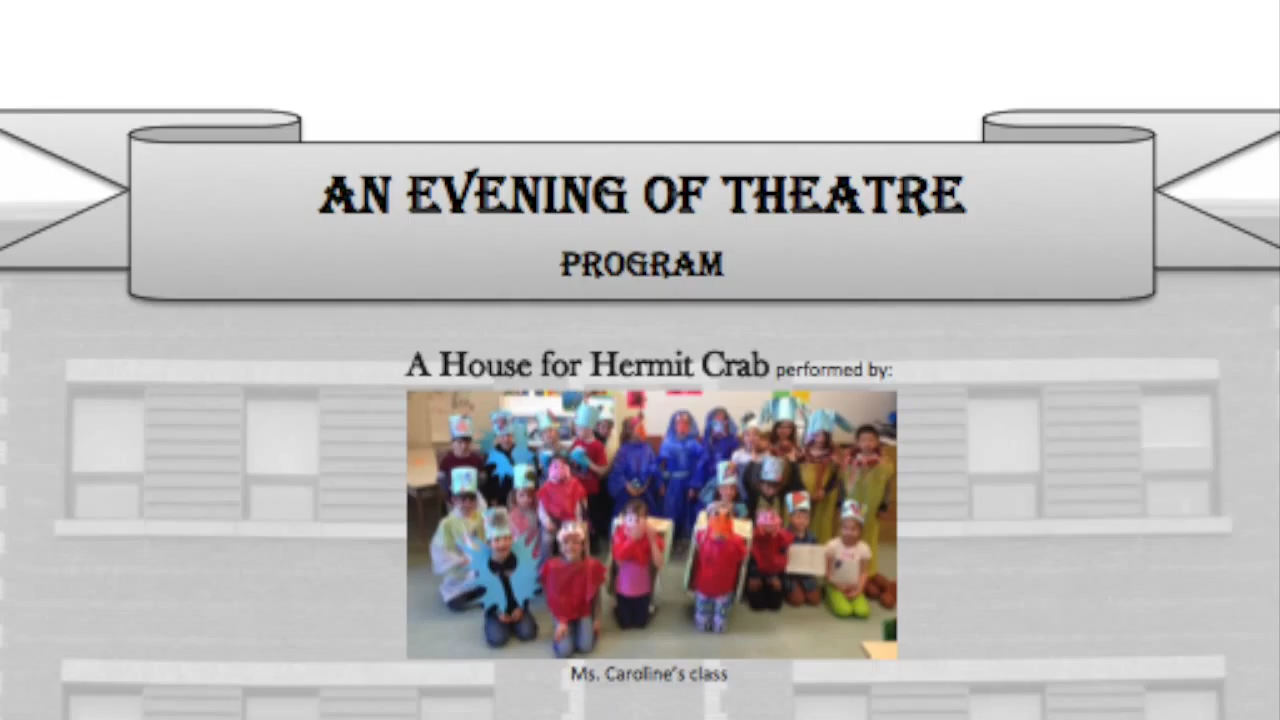 AN EVENING OF THEATRE
PROGRAM
A House for Hermit Crab performed by:
Ms. Caroline's class